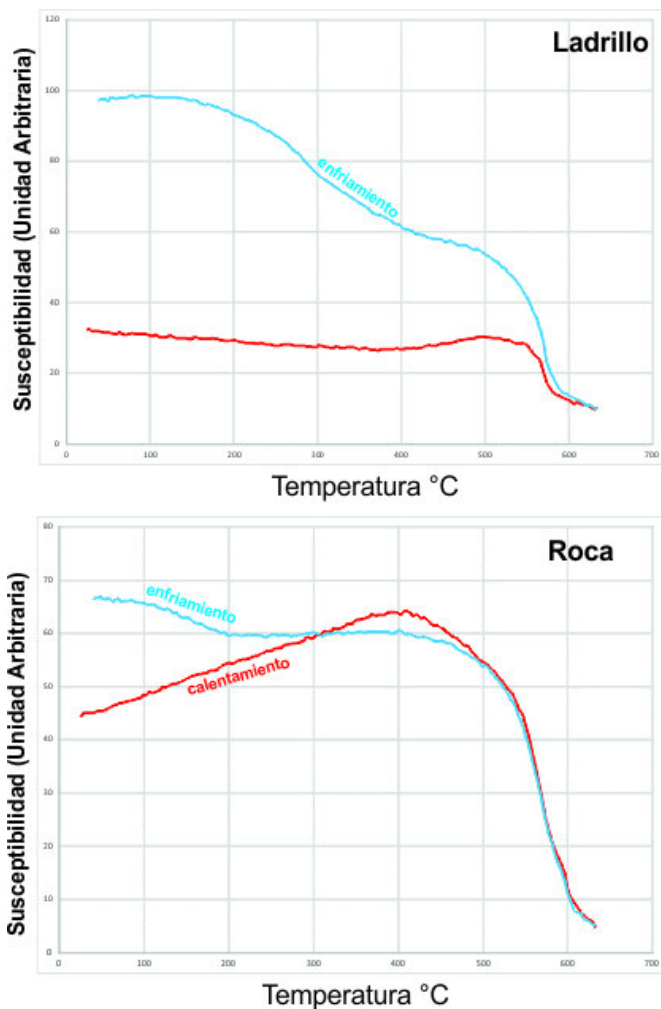 Ladrillo
Susceptibilidad (Unidad Arbitraria)
120
100
80
60
40
20
0
enfriamiento
0 100 200 300 400 500 600 700
Temperatura °C
Roca
Susceptibilidad (Unidad Arbitraria)
80
70
60
50
40
30
20
10
0
enfriamiento
calentamiento
0 100 200 300 400 500 600 700
Temperatura °C